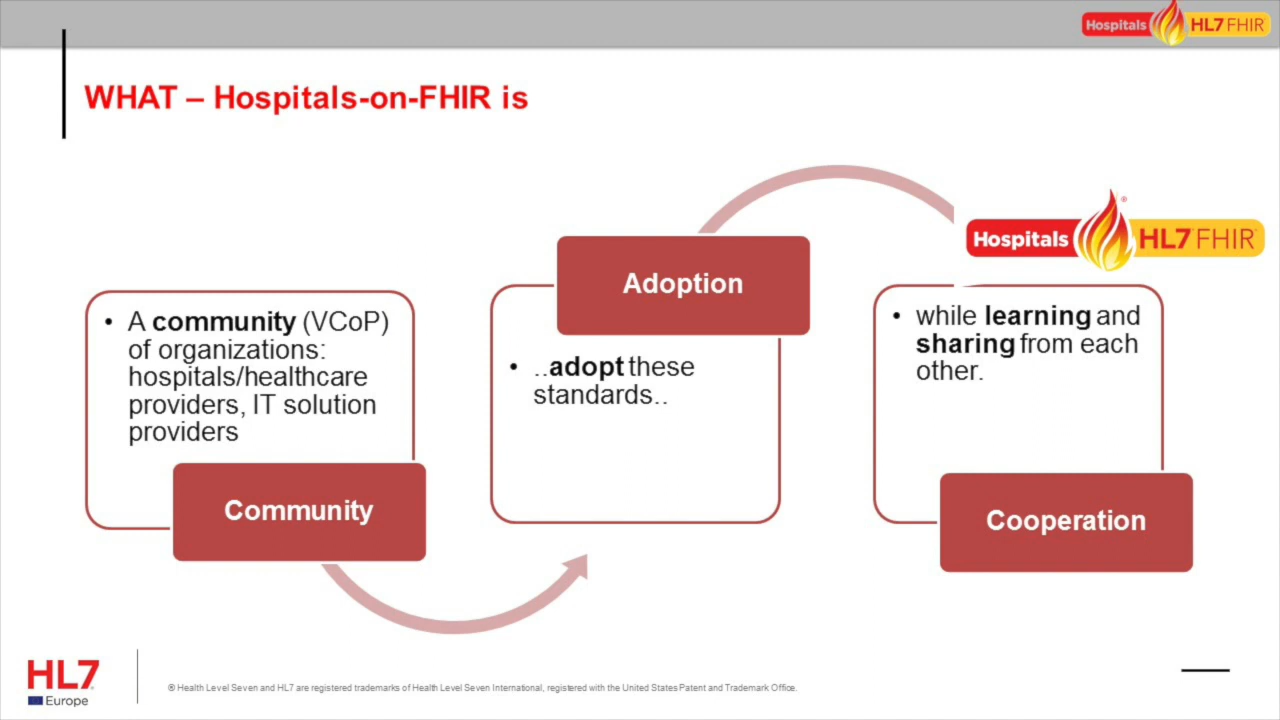 Hospitals HL7 FHIR
WHAT – Hospitals-on-FHIR is
Hospitals HL7 FHIR®
• A community (VCoP)
of organizations:
hospitals/healthcare
providers, IT solution
providers
Community
Adoption
• ..adopt these
standards..
• while learning and
sharing from each
other.
Cooperation
HL7®
Europe
® Health Level Seven and HL7 are registered trademarks of Health Level Seven International, registered with the United States Patent and Trademark Office.